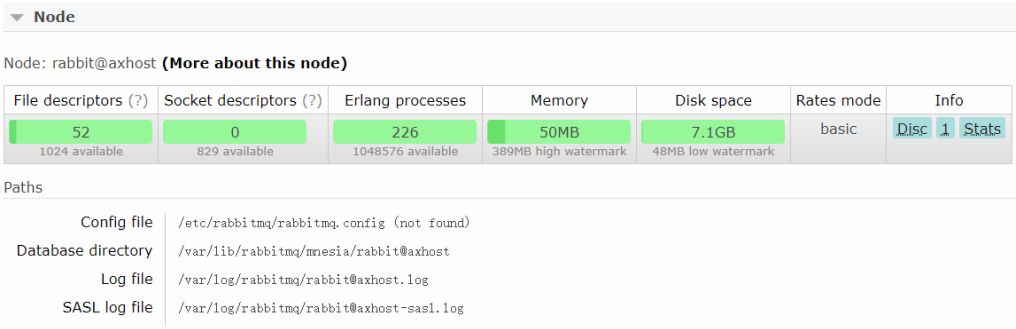 Node
Node: rabbit@axhost (More about this node)
File descriptors (?) Socket descriptors (?) Erlang processes Memory Disk space Rates mode Info
52 0 226 50MB 7.1GB basic Disc 1 Stats
1024 available 829 available 1048576 available 389MB high watermark 48MB low watermark
Paths
Config file /etc/rabbitmq/rabbitmq.config (not found)
Database directory /var/lib/rabbitmq/mnesia/rabbit@axhost
Log file /var/log/rabbitmq/rabbit@axhost.log
SASL log file /var/log/rabbitmq/rabbit@axhost-sasl.log